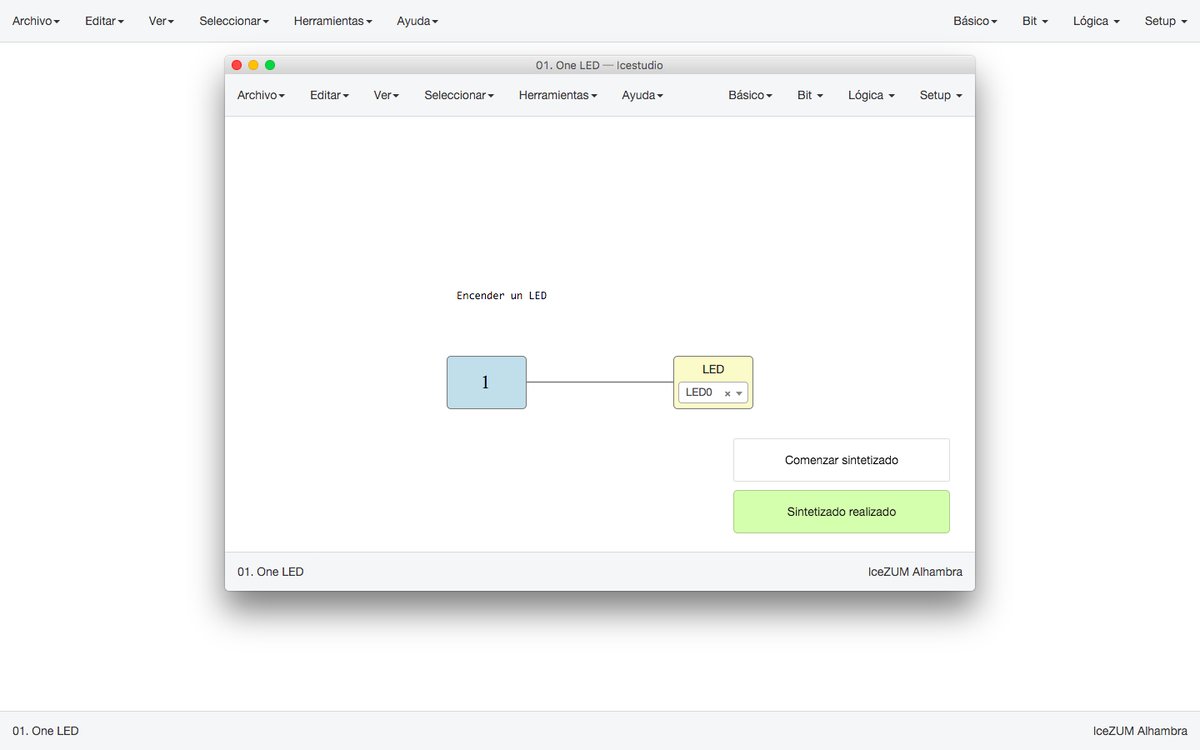 Archivo Editar Ver Seleccionar Herramientas Ayuda Básico Bit Lógica Setup
01. One LED — Icestudio
Archivo Editar Ver Seleccionar Herramientas Ayuda Básico Bit Lógica Setup
Encender un LED
1
LED
LED0
Comenzar sintetizado
Sintetizado realizado
01. One LED IceZUM Alhambra
01. One LED IceZUM Alhambra